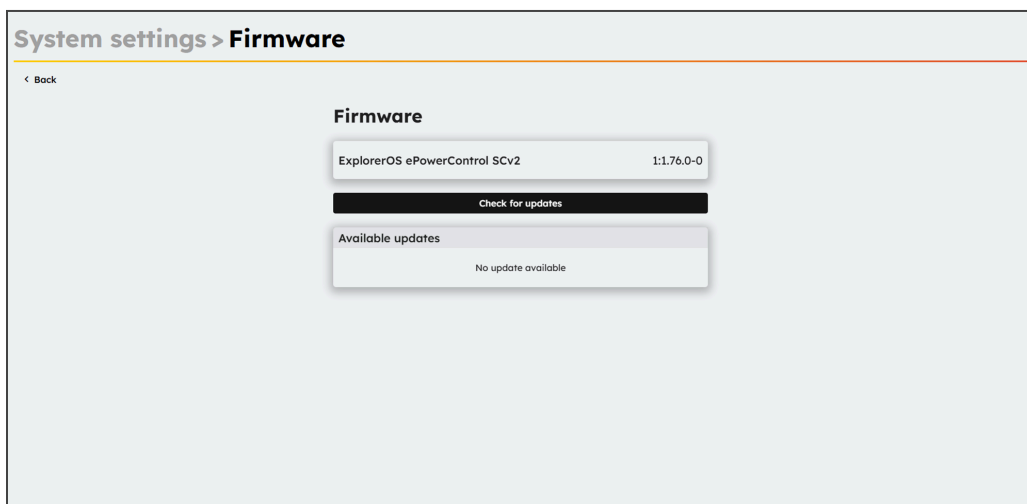 System settings > Firmware
< Back
Firmware
ExplorerOS ePowerControl SCv2 1:1.76.0-0
Check for updates
Available updates
No update available